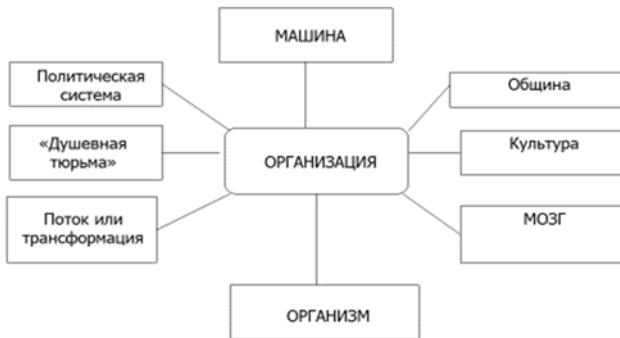 МАШИНА
Политическая
система
Община
«Душевная
тюрьма»
ОРГАНИЗАЦИЯ
Культура
Поток или
трансформация
МОЗГ
ОРГАНИЗМ